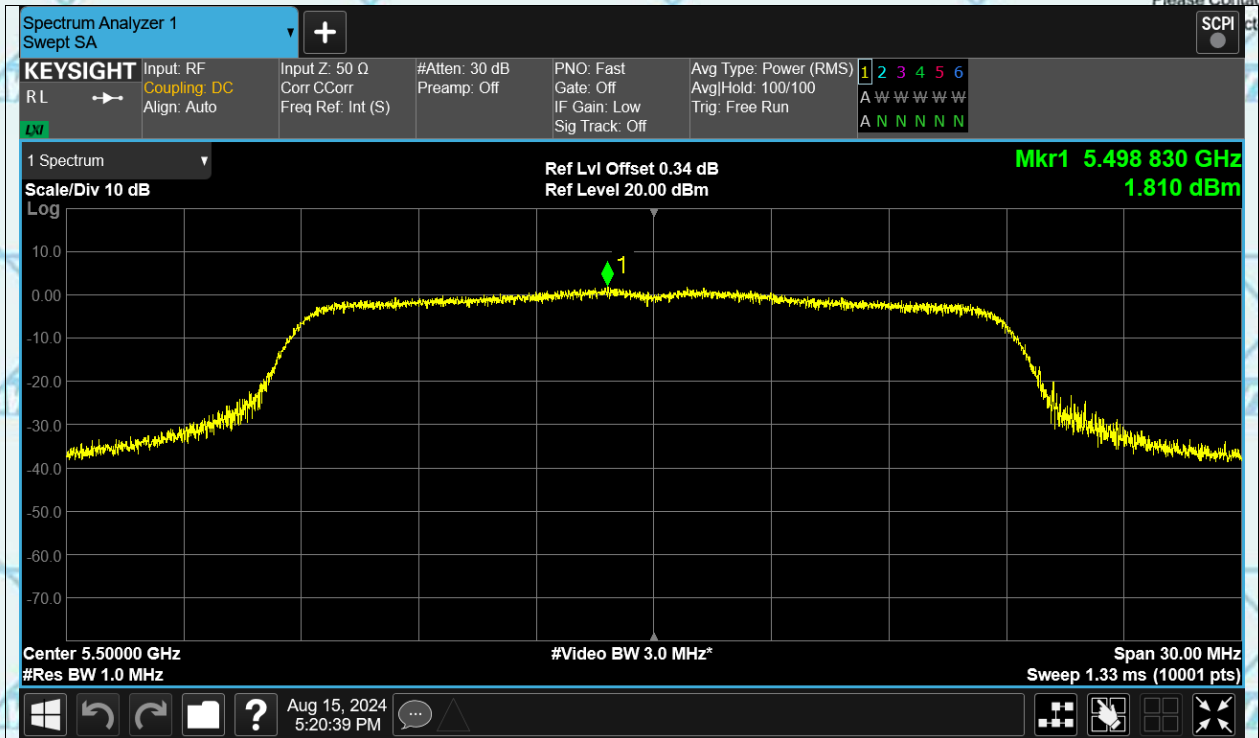 Please Conta
Spectrum Analyzer 1
Swept SA
+
SCPI
ct
KEYSIGHT
RL
LXI
Input: RF
Coupling: DC
Align: Auto
Input Z: 50 Ω
Corr CCorr
Freq Ref: Int (S)
#Atten: 30 dB
Preamp: Off
PNO: Fast
Gate: Off
IF Gain: Low
Sig Track: Off
Avg Type: Power (RMS)
Avg|Hold: 100/100
Trig: Free Run
1 2 3 4 5 6
A W W W W W
A N N N N N
1 Spectrum
Scale/Div 10 dB
Log
Ref Lvl Offset 0.34 dB
Ref Level 20.00 dBm
Mkr1 5.498 830 GHz
1.810 dBm
1
10.0
0.00
-10.0
-20.0
-30.0
-40.0
-50.0
-60.0
-70.0
Center 5.50000 GHz
#Res BW 1.0 MHz
#Video BW 3.0 MHz*
Span 30.00 MHz
Sweep 1.33 ms (10001 pts)
?
Aug 15, 2024
5:20:39 PM